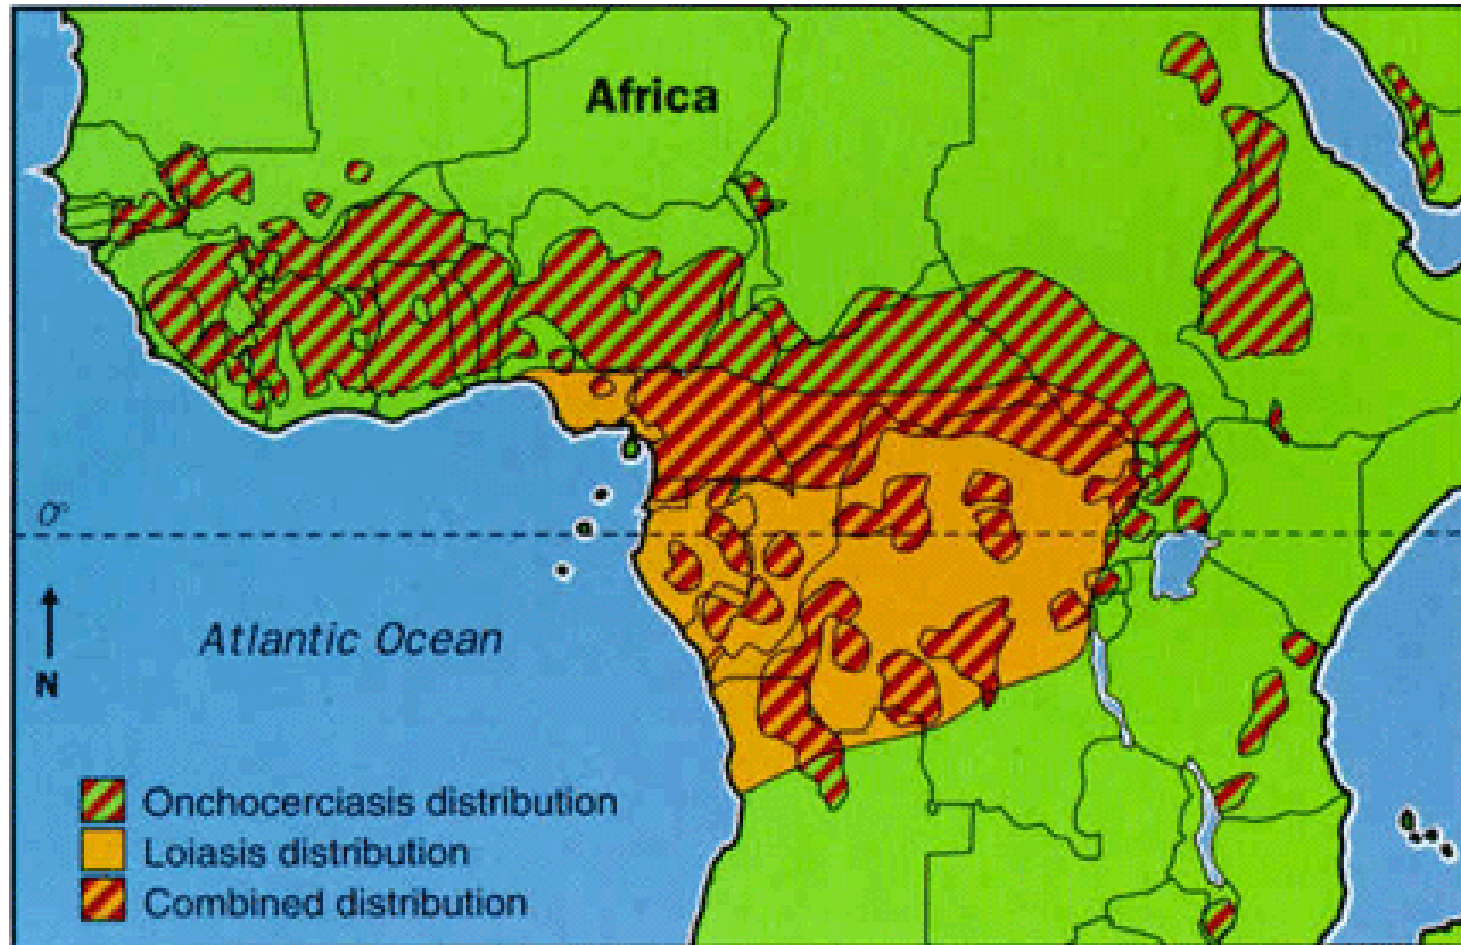 Africa
0°
Atlantic Ocean
N
Onchocerciasis distribution
Loiasis distribution
Combined distribution